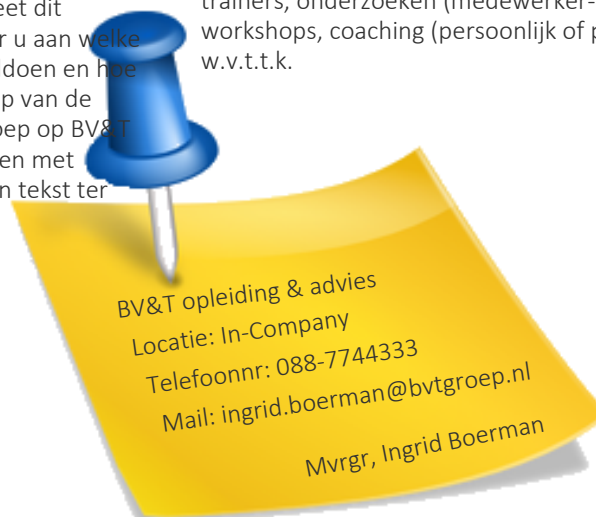 eet dit
r u aan welke
ldoen en hoe
p van de
oep op BV&T
en met
n tekst ter
trainers, onderzoeken (medewerker-
workshops, coaching (persoonlijk of p
w.v.t.t.k.
BV&T opleiding & advies
Locatie: In-Company
Telefoonnr: 088-7744333
Mail: ingrid.boerman@bvtgroep.nl
Mvrgr, Ingrid Boerman